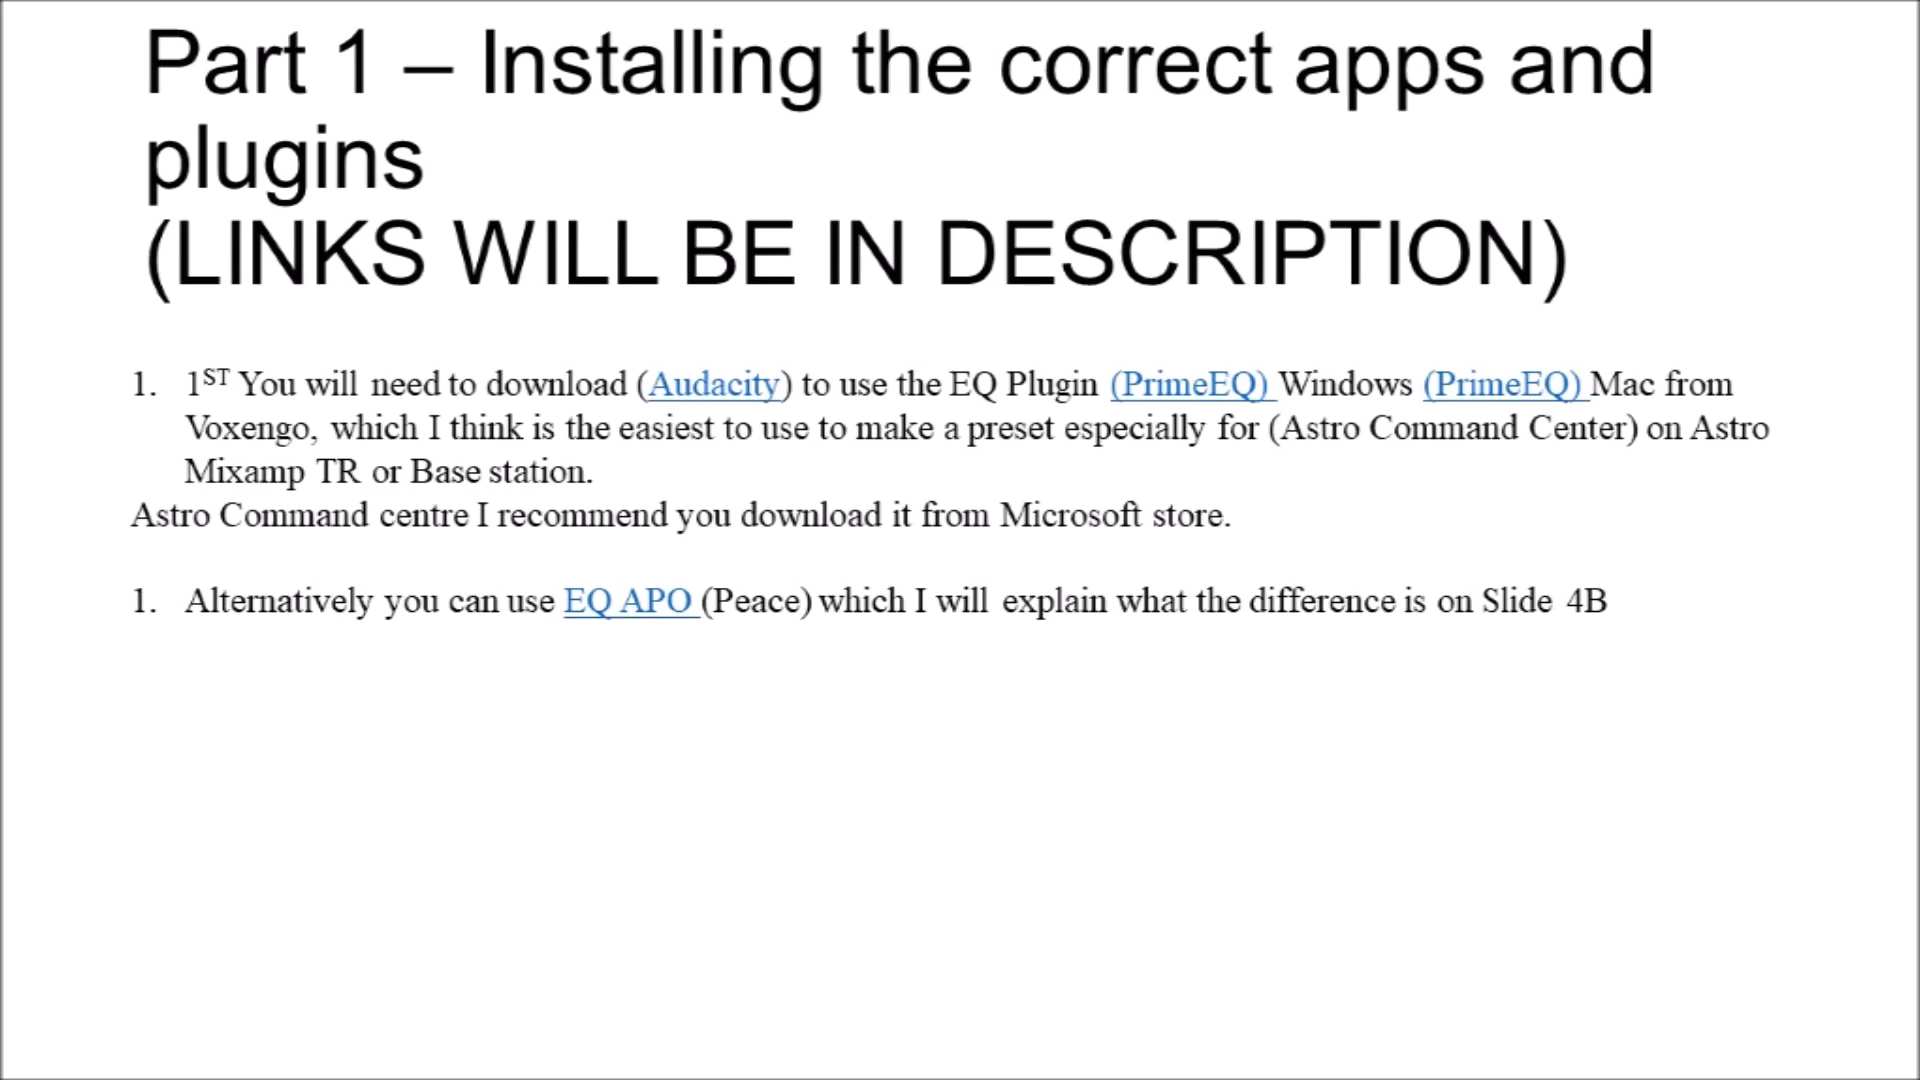 Part 1 – Installing the correct apps and
plugins
(LINKS WILL BE IN DESCRIPTION)
1. 1ST You will need to download (Audacity) to use the EQ Plugin (PrimeEQ) Windows (PrimeEQ) Mac from
Voxengo, which I think is the easiest to use to make a preset especially for (Astro Command Center) on Astro
Mixamp TR or Base station.
Astro Command centre I recommend you download it from Microsoft store.
1. Alternatively you can use EQ APO (Peace) which I will explain what the difference is on Slide 4B